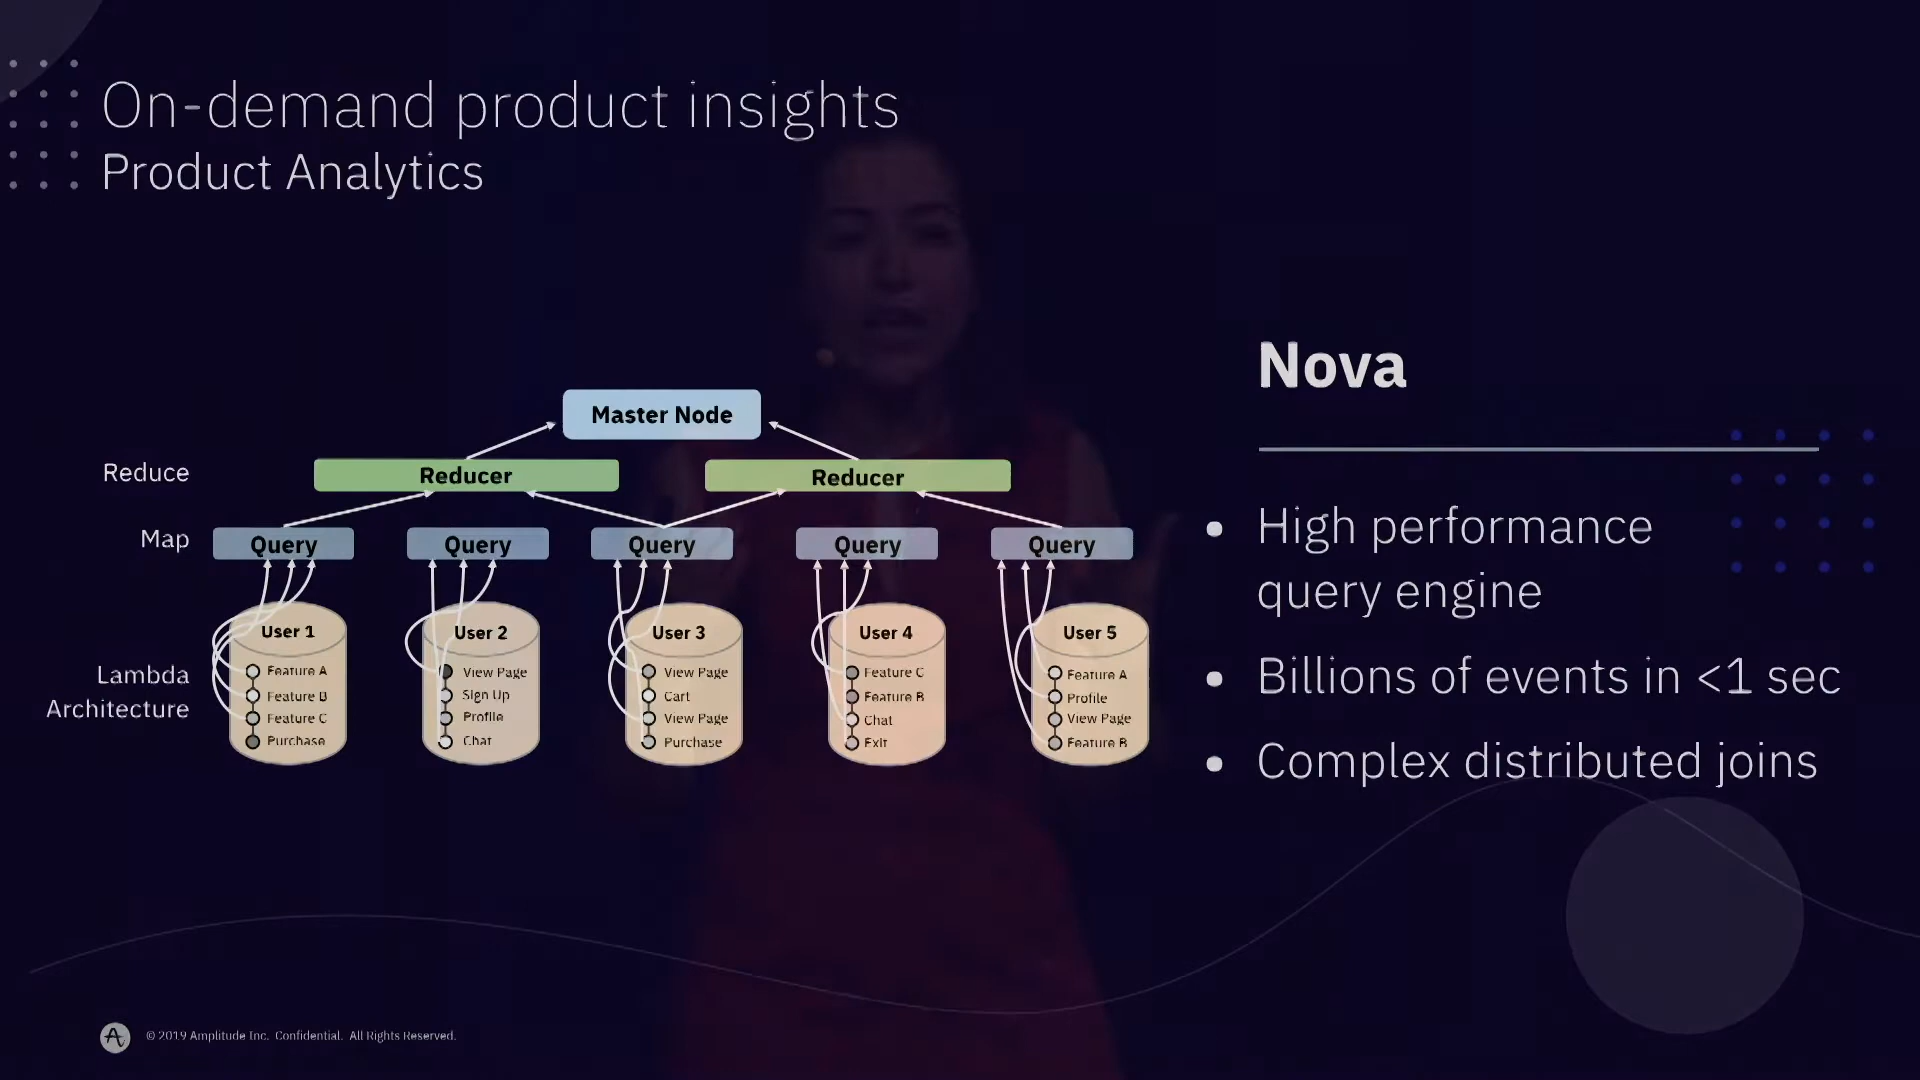 On-demand product insights
Product Analytics
Nova
Master Node
Reduce
Reducer
Reducer
Map
Query
Query
Query
Query
Query
High performance
query engine
Billions of events in <1 sec
Complex distributed joins
Lambda
Architecture
User 1
Feature A
Feature B
Feature C
Purchase
User 2
View Page
Sign Up
Profile
Chat
User 3
View Page
Cart
View Page
Purchase
User 4
Feature C
Feature B
Chat
Exit
User 5
Feature A
Profile
View Page
Feature B
© 2019 Amplitude Inc. Confidential. All Rights Reserved.